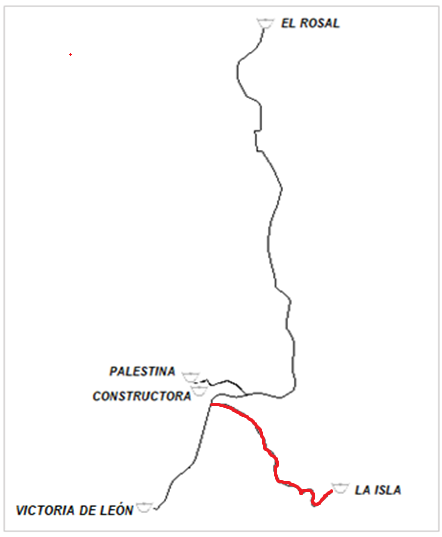 EL ROSAL
PALESTINA
CONSTRUCTORA
LA ISLA
VICTORIA DE LEÓN